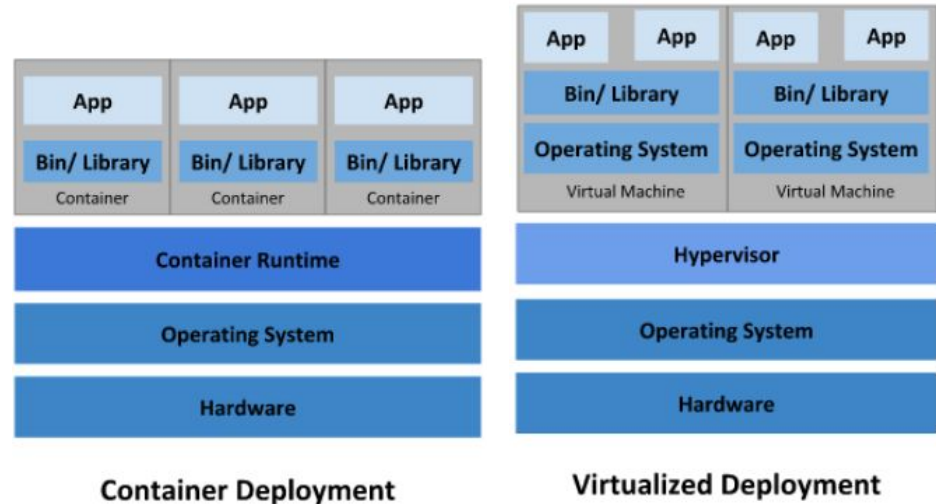 App
App
App
Bin/ Library
Bin/ Library
Bin/ Library
Container
Container
Container
Container Runtime
Operating System
Hardware
Container Deployment
App
App
App
App
Bin/ Library
Bin/ Library
Operating System
Operating System
Virtual Machine
Virtual Machine
Hypervisor
Operating System
Hardware
Virtualized Deployment